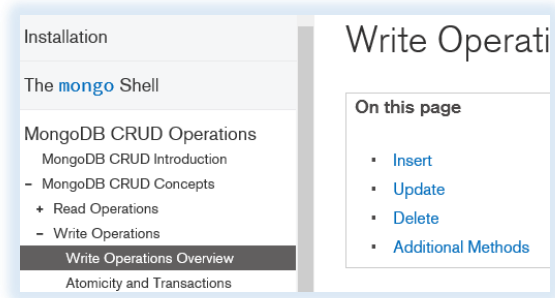 Installation
The mongo Shell
MongoDB CRUD Operations
MongoDB CRUD Introduction
− MongoDB CRUD Concepts
+ Read Operations
− Write Operations
Write Operations Overview
Atomicity and Transactions
Write Operati
On this page
▪ Insert
▪ Update
▪ Delete
▪ Additional Methods